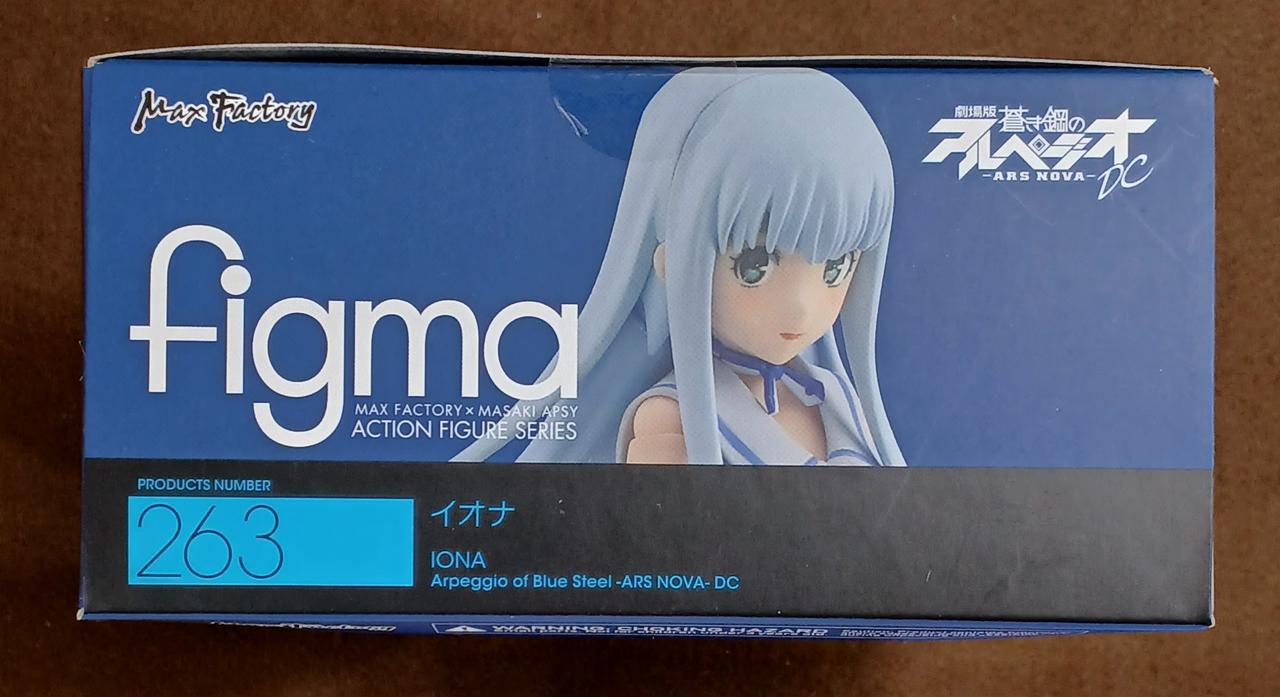 Max Factory
劇場版 蒼き鋼の
アルペジオ
-ARS NOVA- DC
figma
MAX FACTORY × MASAKI APSY
ACTION FIGURE SERIES
PRODUCTS NUMBER
263
イオナ
IONA
Arpeggio of Blue Steel -ARS NOVA- DC
WARNING: CHOKING HAZARD